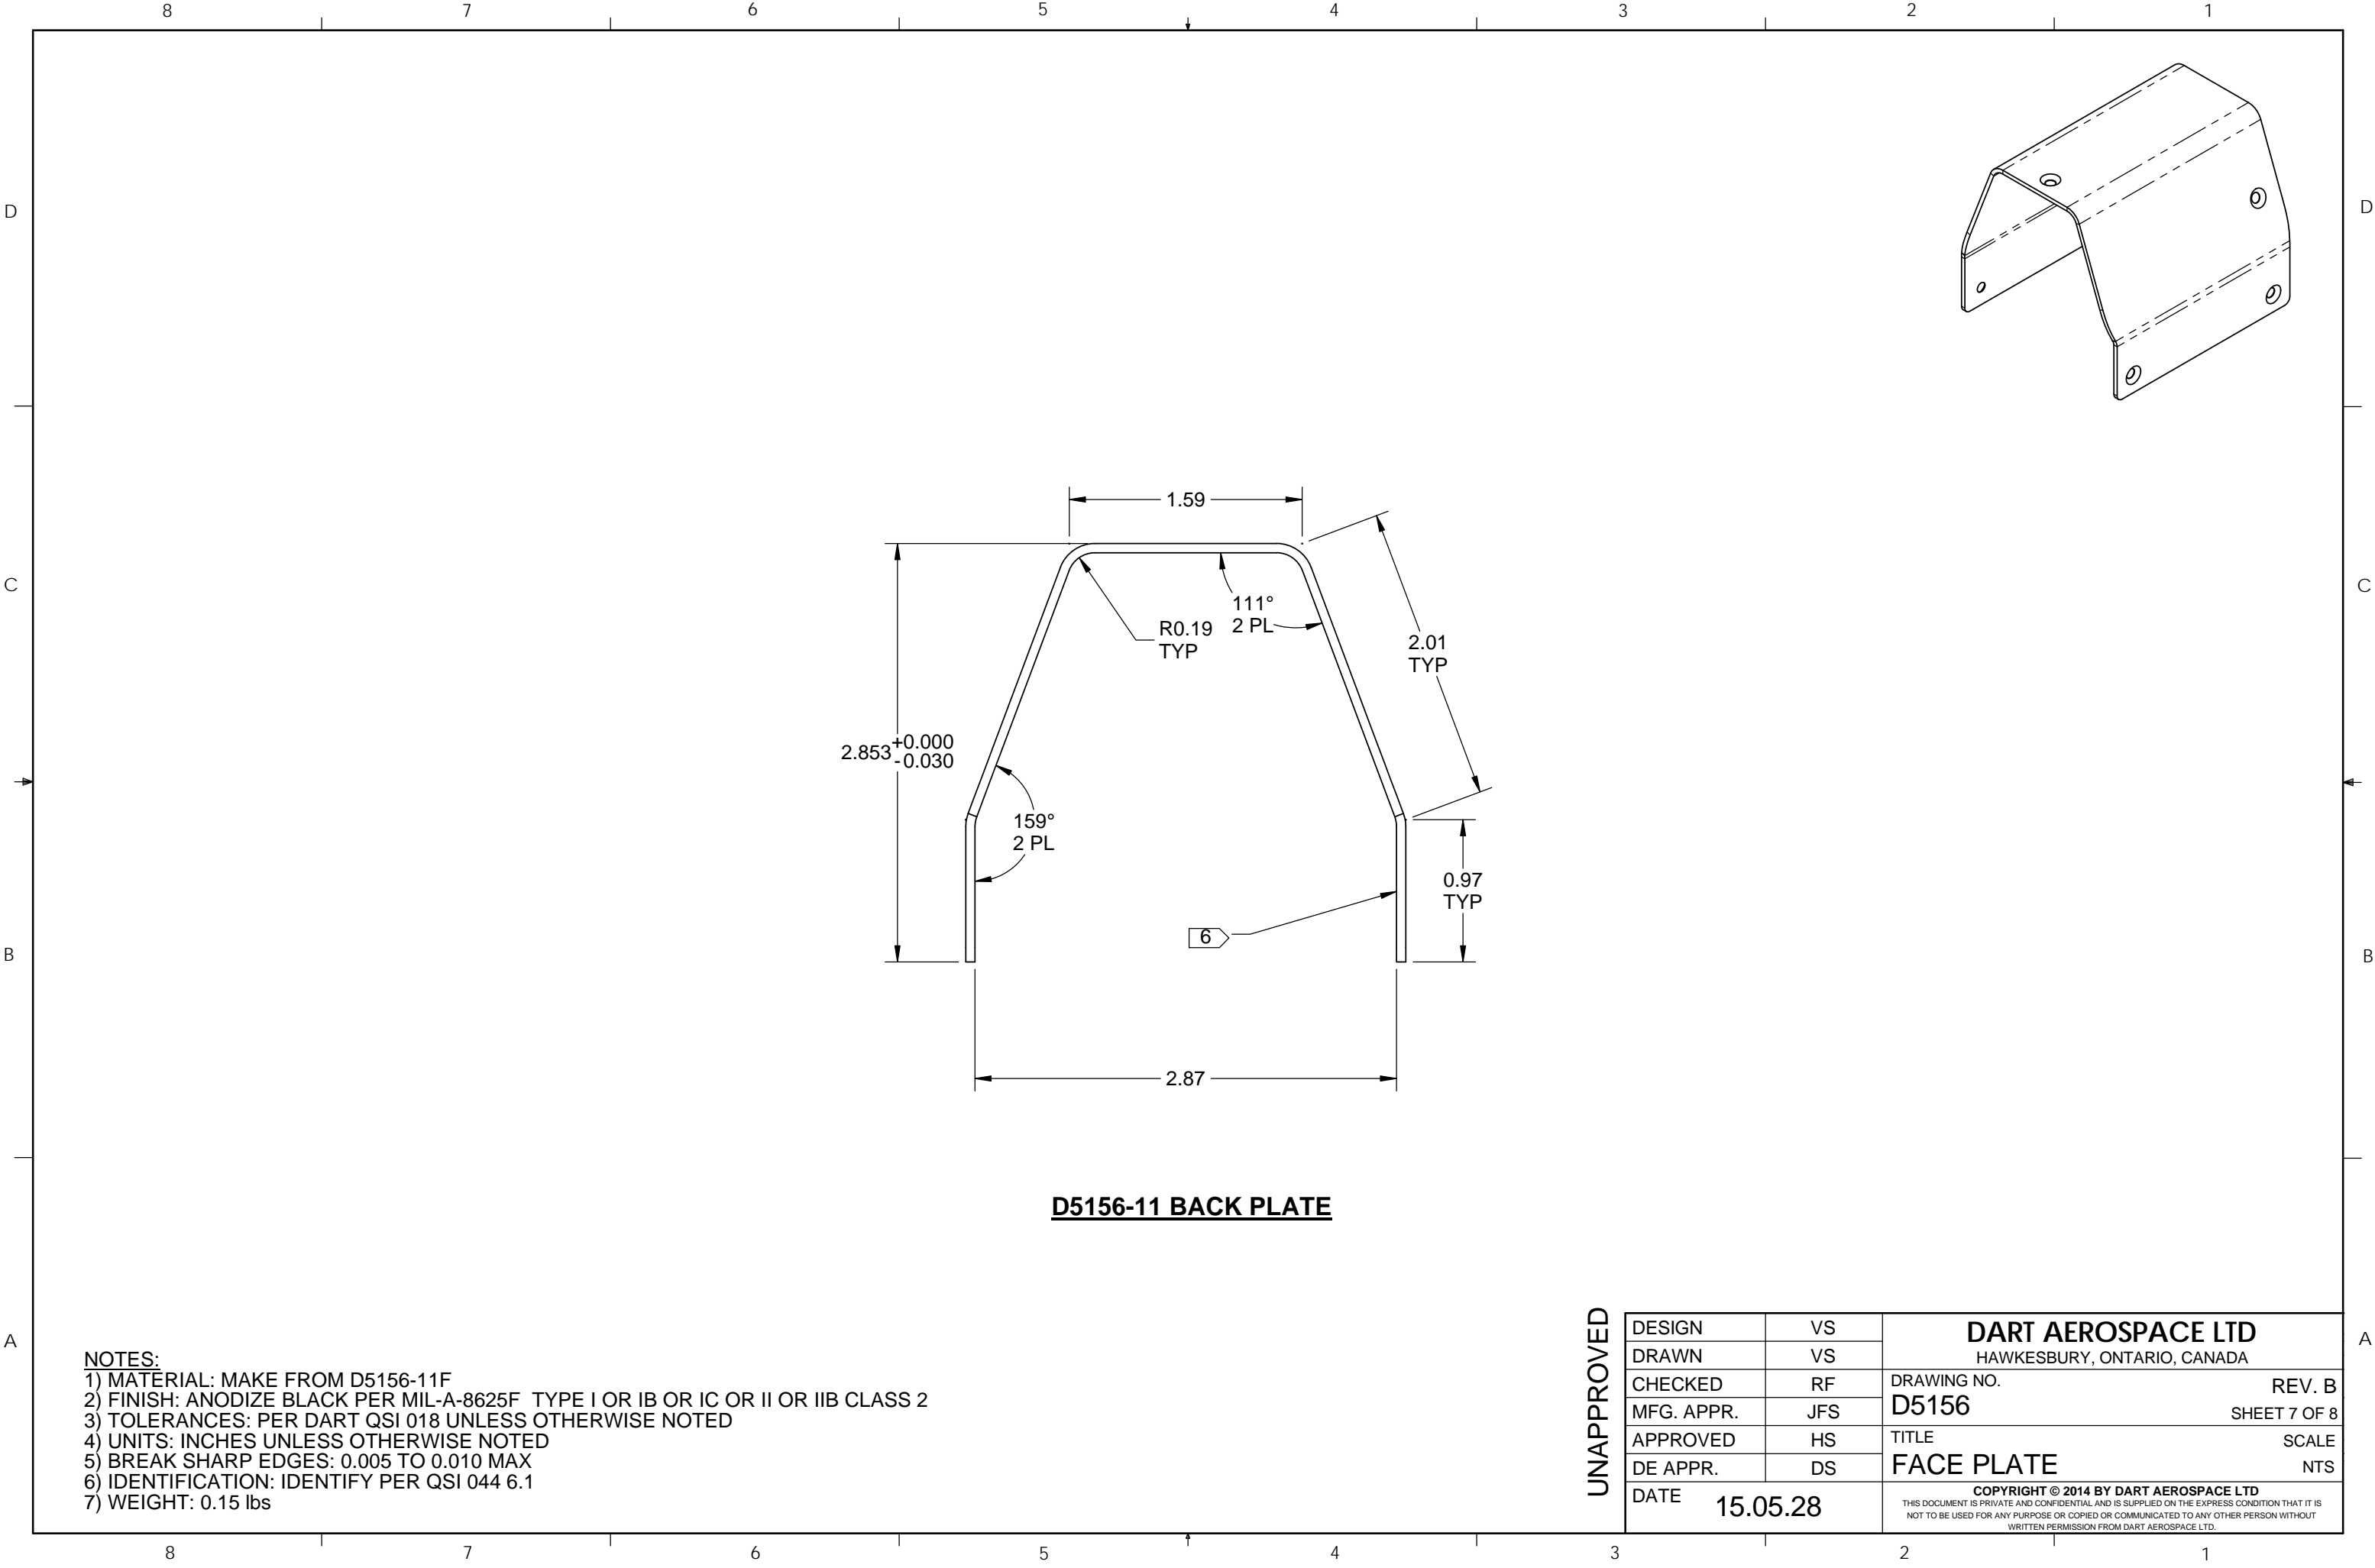 8 7 6 5 4 3 2 1
D D
1.59
111°
2 PL
R0.19
TYP
2.01
TYP
C C
2.853 +0.000
-0.030
159°
2 PL
0.97
TYP
6
B B
2.87
D5156-11 BACK PLATE
A A
NOTES:
1) MATERIAL: MAKE FROM D5156-11F
2) FINISH: ANODIZE BLACK PER MIL-A-8625F TYPE I OR IB OR IC OR II OR IIB CLASS 2
3) TOLERANCES: PER DART QSI 018 UNLESS OTHERWISE NOTED
4) UNITS: INCHES UNLESS OTHERWISE NOTED
5) BREAK SHARP EDGES: 0.005 TO 0.010 MAX
6) IDENTIFICATION: IDENTIFY PER QSI 044 6.1
7) WEIGHT: 0.15 lbs
UNAPPROVED
DESIGN VS
DRAWN VS
CHECKED RF
MFG. APPR. JFS
APPROVED HS
DE APPR. DS
DATE 15.05.28
DART AEROSPACE LTD
HAWKESBURY, ONTARIO, CANADA
DRAWING NO. REV. B
D5156 SHEET 7 OF 8
TITLE SCALE
FACE PLATE NTS
COPYRIGHT © 2014 BY DART AEROSPACE LTD
THIS DOCUMENT IS PRIVATE AND CONFIDENTIAL AND IS SUPPLIED ON THE EXPRESS CONDITION THAT IT IS
NOT TO BE USED FOR ANY PURPOSE OR COPIED OR COMMUNICATED TO ANY OTHER PERSON WITHOUT
WRITTEN PERMISSION FROM DART AEROSPACE LTD.
8 7 6 5 4 3 2 1